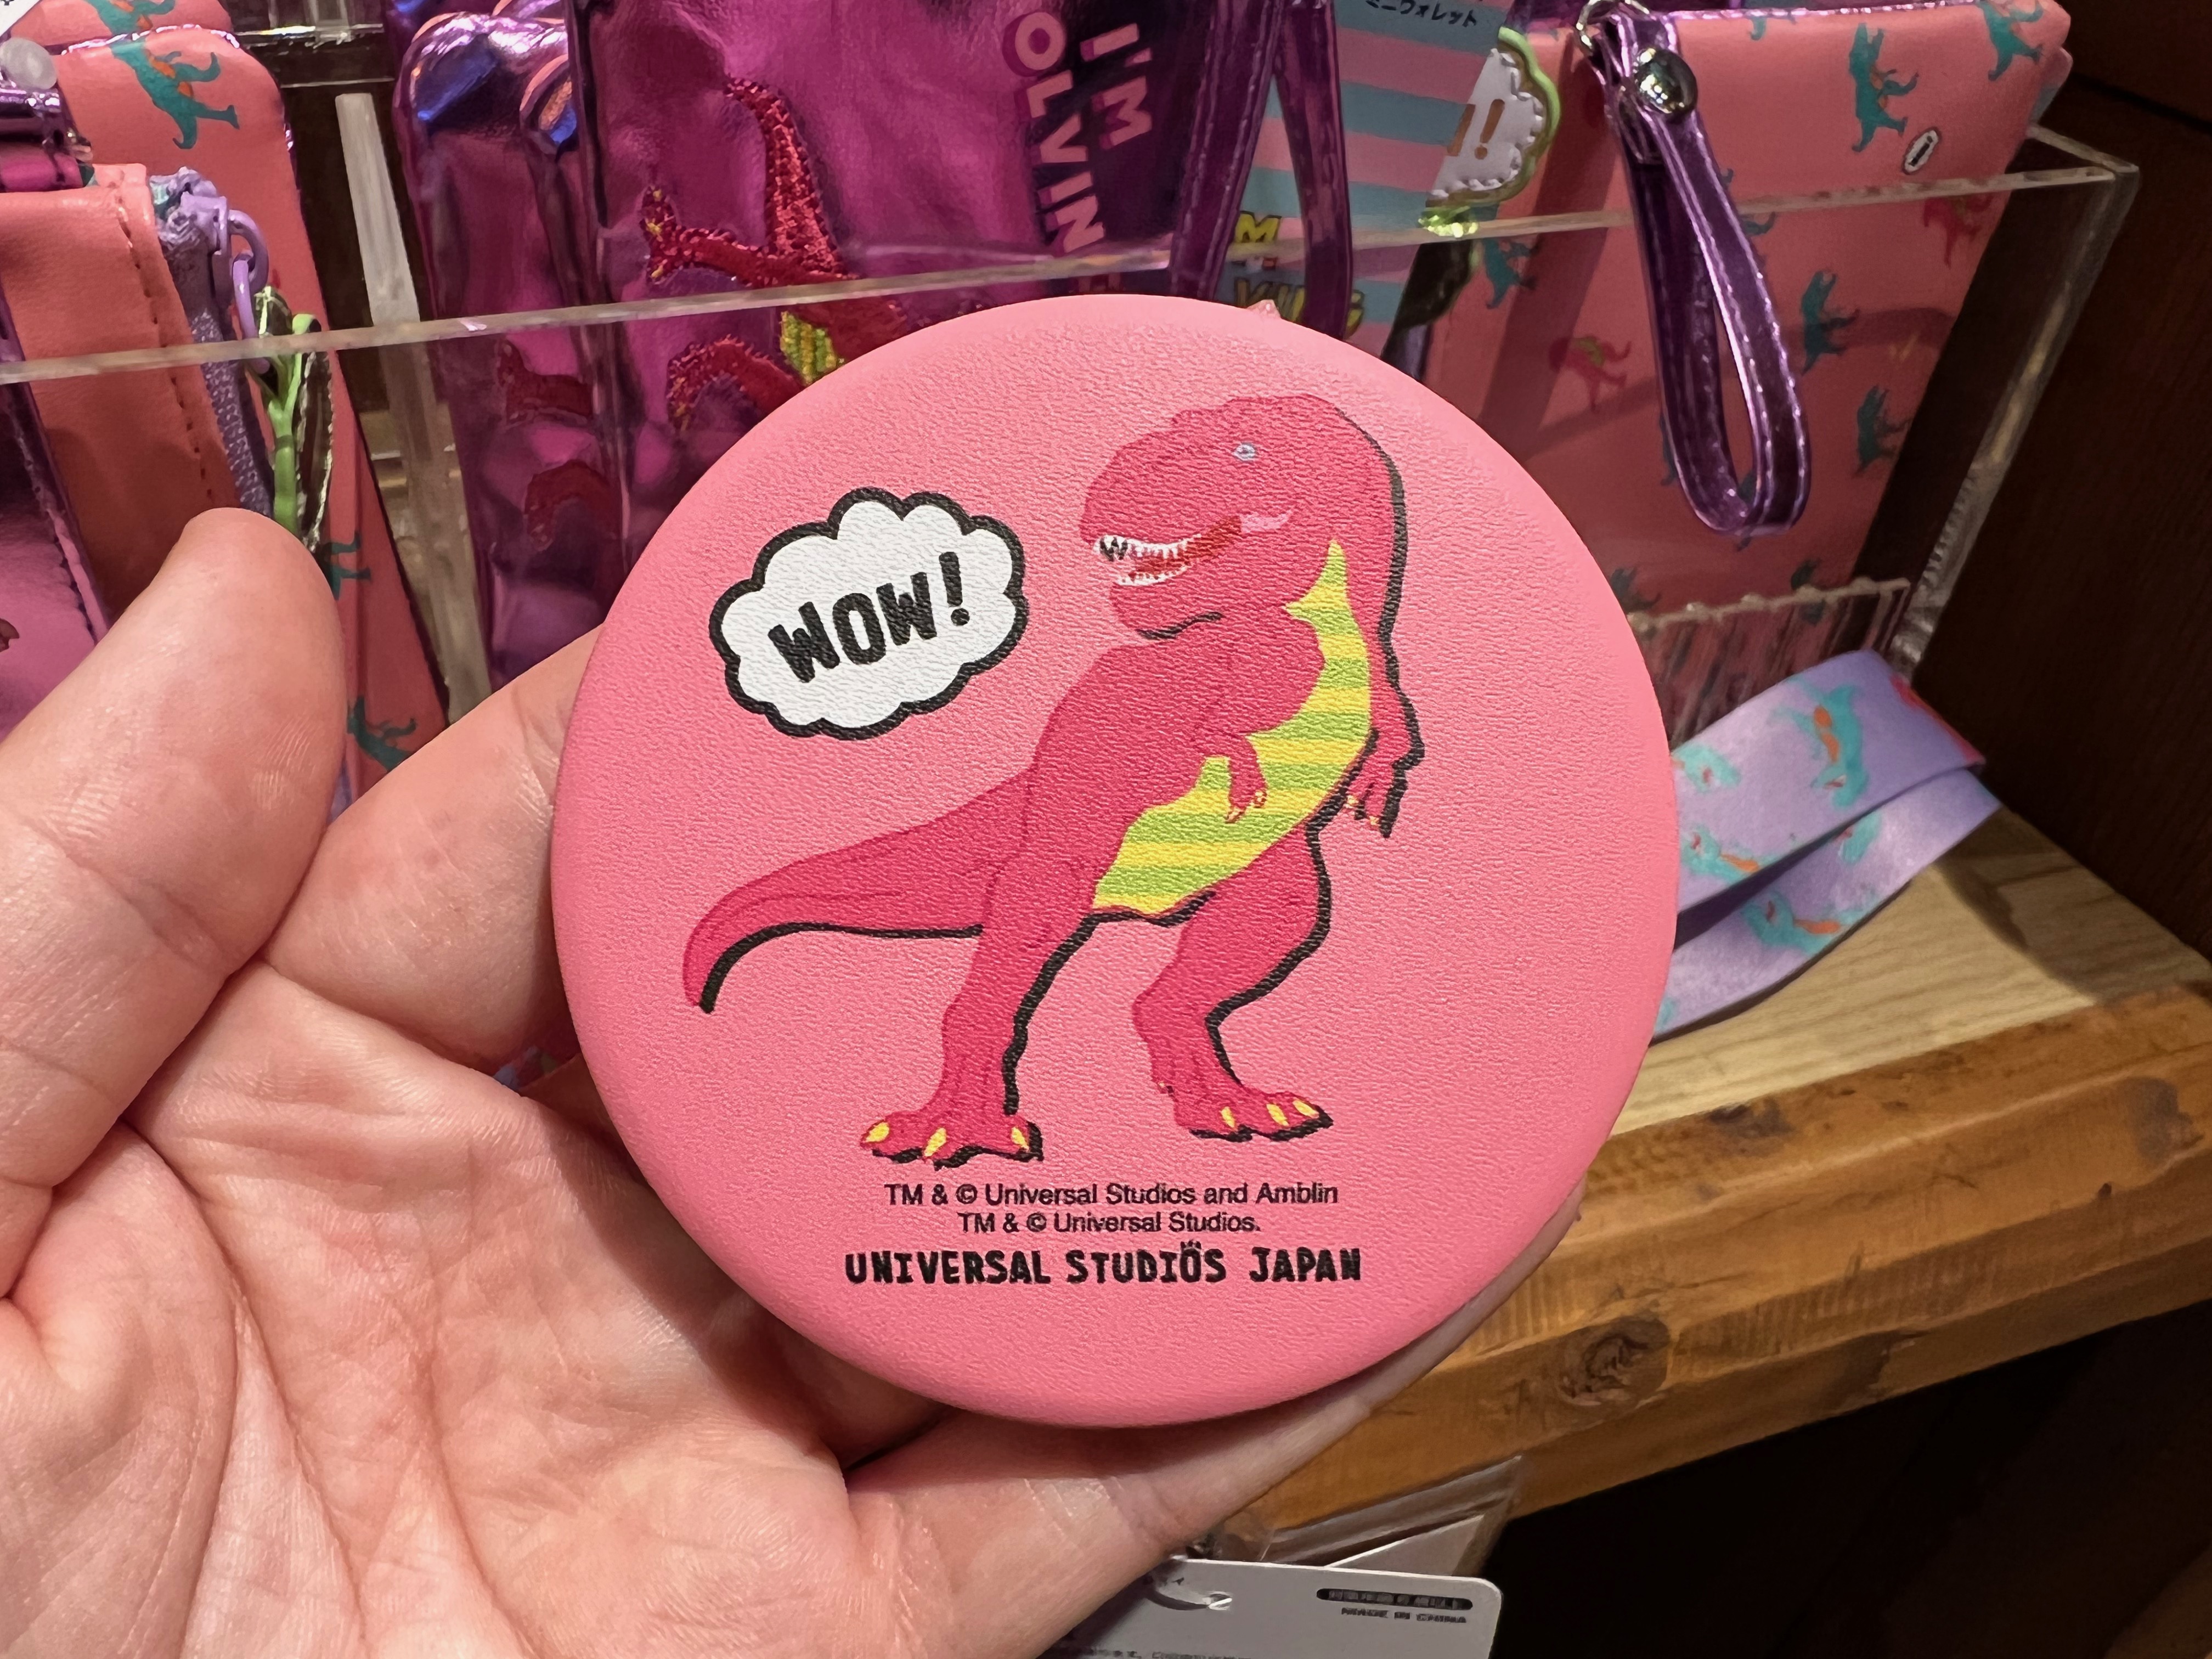 ミニウォレット
I'M
OLVIN
WOW!
TM & © Universal Studios and Amblin
TM & © Universal Studios.
UNIVERSAL STUDIOS JAPAN
MADE IN CHINA